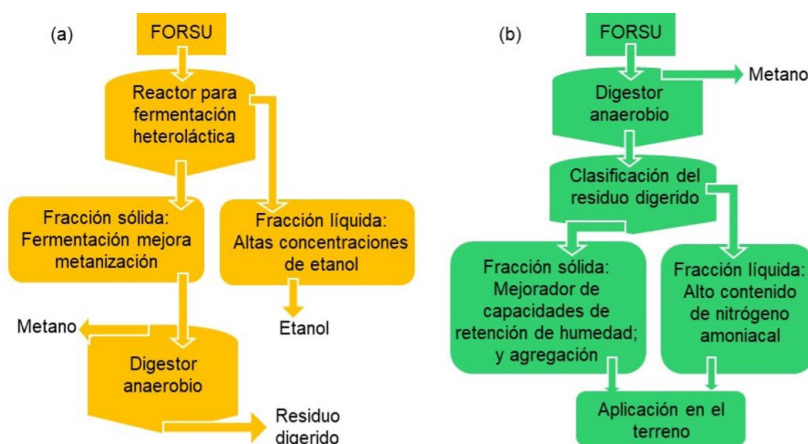 (a)
FORSU
Reactor para
fermentación
heteroláctica
Fracción sólida:
Fermentación mejora
metanización
Fracción líquida:
Altas concentraciones
de etanol
Metano
Etanol
Digestor
anaerobio
Residuo
digerido
(b)
FORSU
Metano
Digestor
anaerobio
Clasificación del
residuo digerido
Fracción sólida:
Mejorador de
capacidades de
retención de humedad;
y agregación
Fracción líquida:
Alto contenido
de nitrógeno
amoniacal
Aplicación en el
terreno